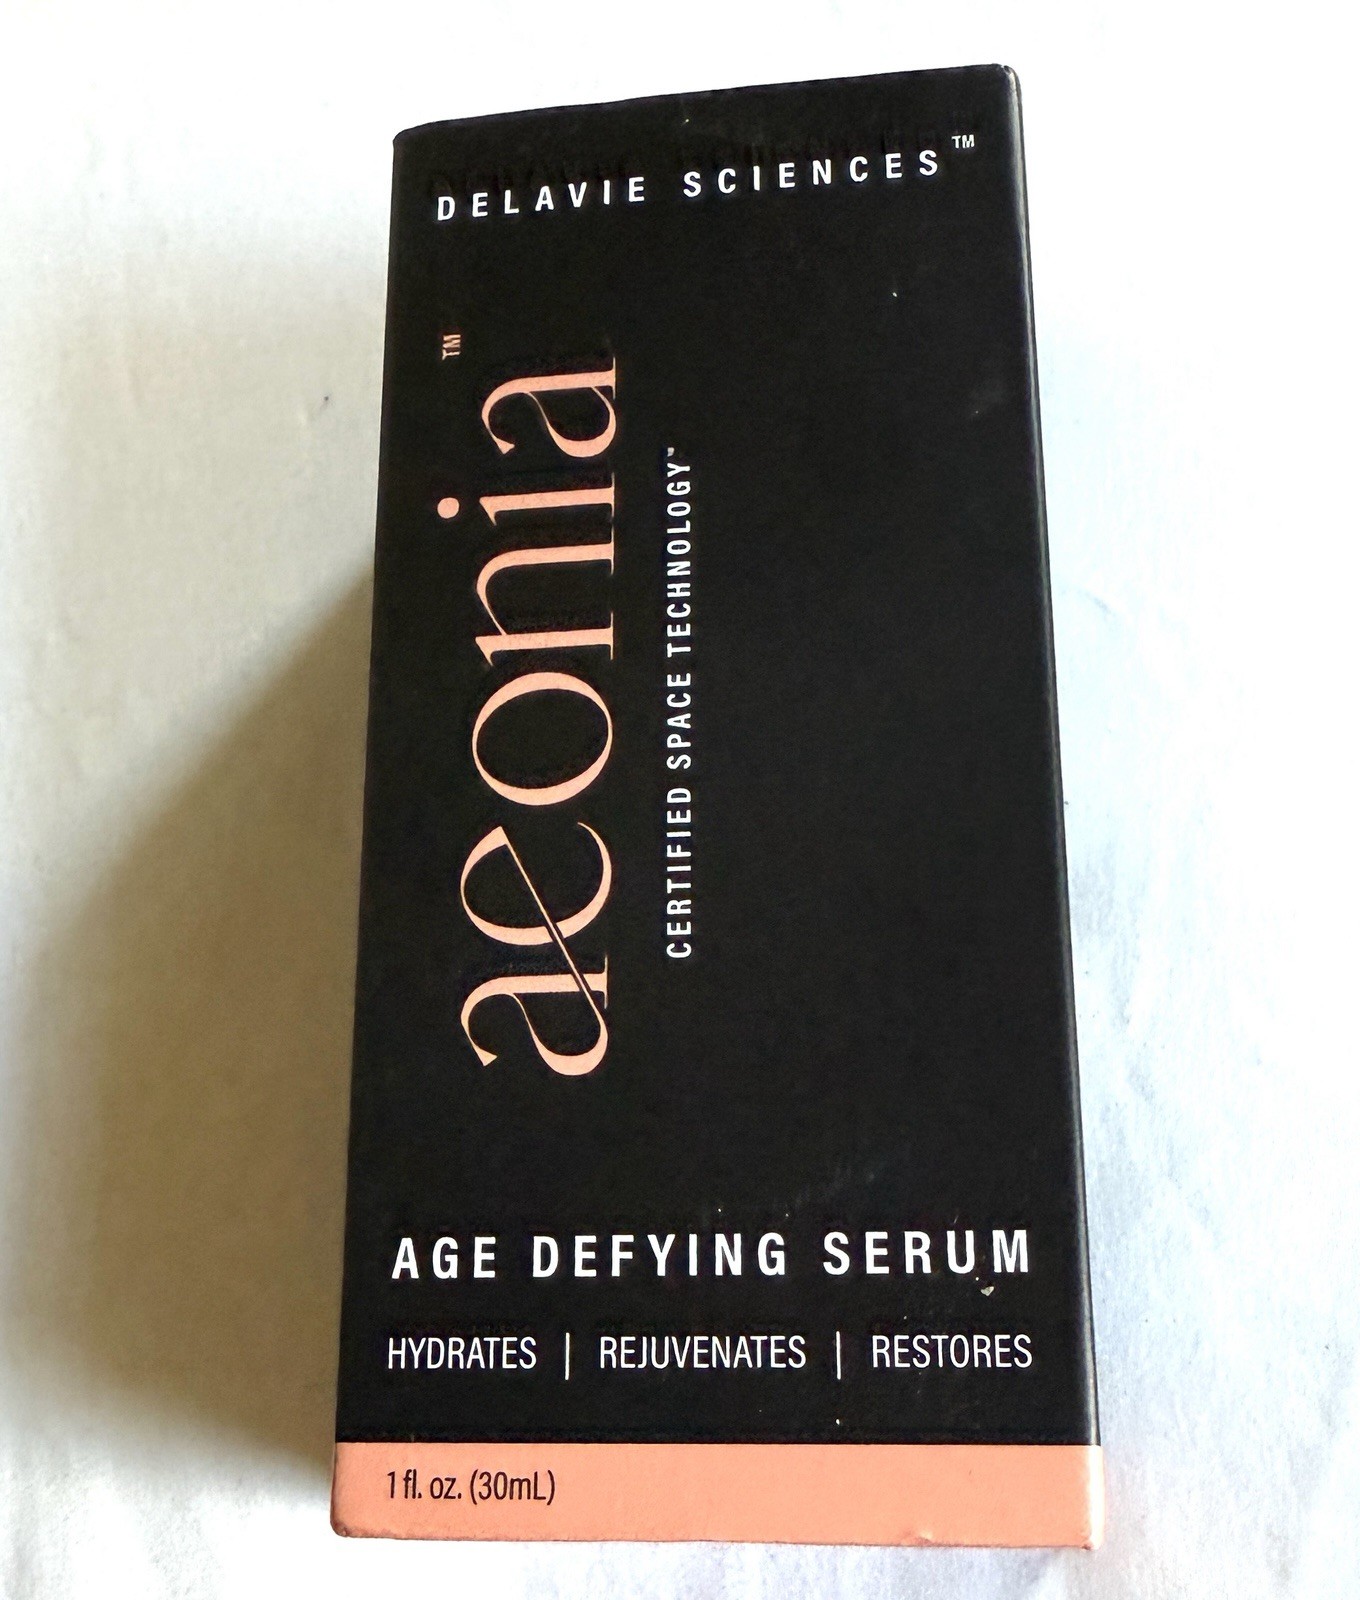 DELAVIE SCIENCES™
aeonia™
CERTIFIED SPACE TECHNOLOGY™
AGE DEFYING SERUM
HYDRATES | REJUVENATES | RESTORES
1 fl. oz. (30mL)